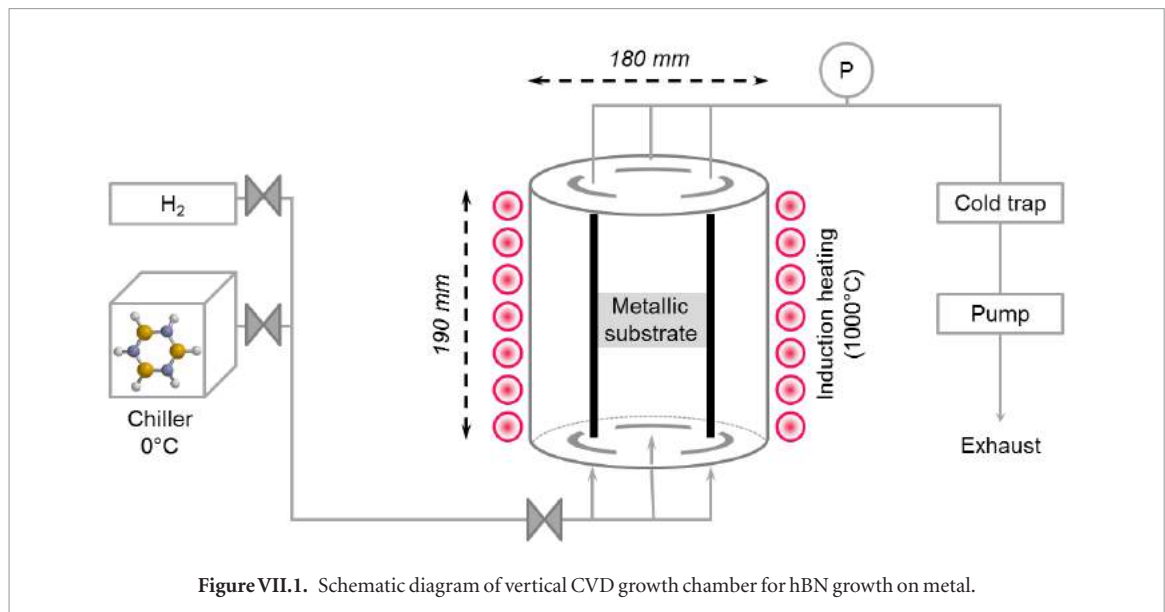 180 mm
P
H₂
190 mm
Metallic
substrate
Induction heating
(1000°C)
Cold trap
Pump
Chiller
0°C
Exhaust
Figure VII.1. Schematic diagram of vertical CVD growth chamber for hBN growth on metal.